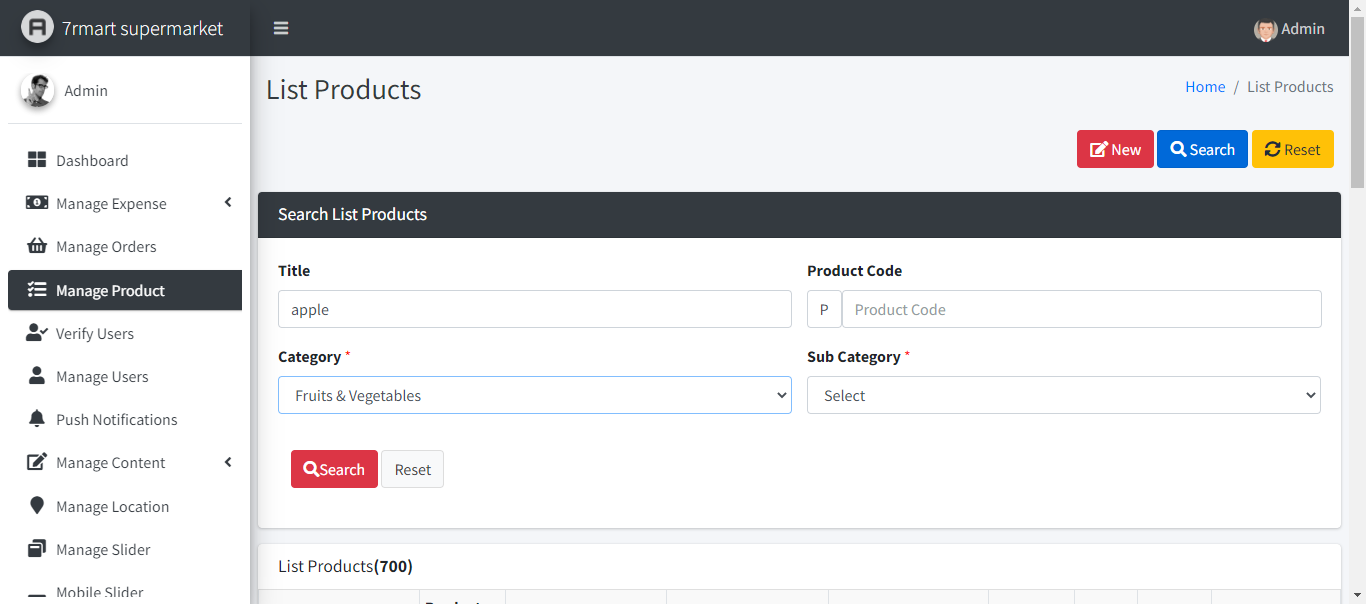 7rmart supermarket
Admin
Admin
List Products
Home / List Products
New Search Reset
Dashboard
Manage Expense
Manage Orders
Manage Product
Verify Users
Manage Users
Push Notifications
Manage Content
Manage Location
Manage Slider
Mobile Slider
Search List Products
Title
Product Code
apple
P Product Code
Category *
Sub Category *
Fruits & Vegetables
Select
Search Reset
List Products(700)